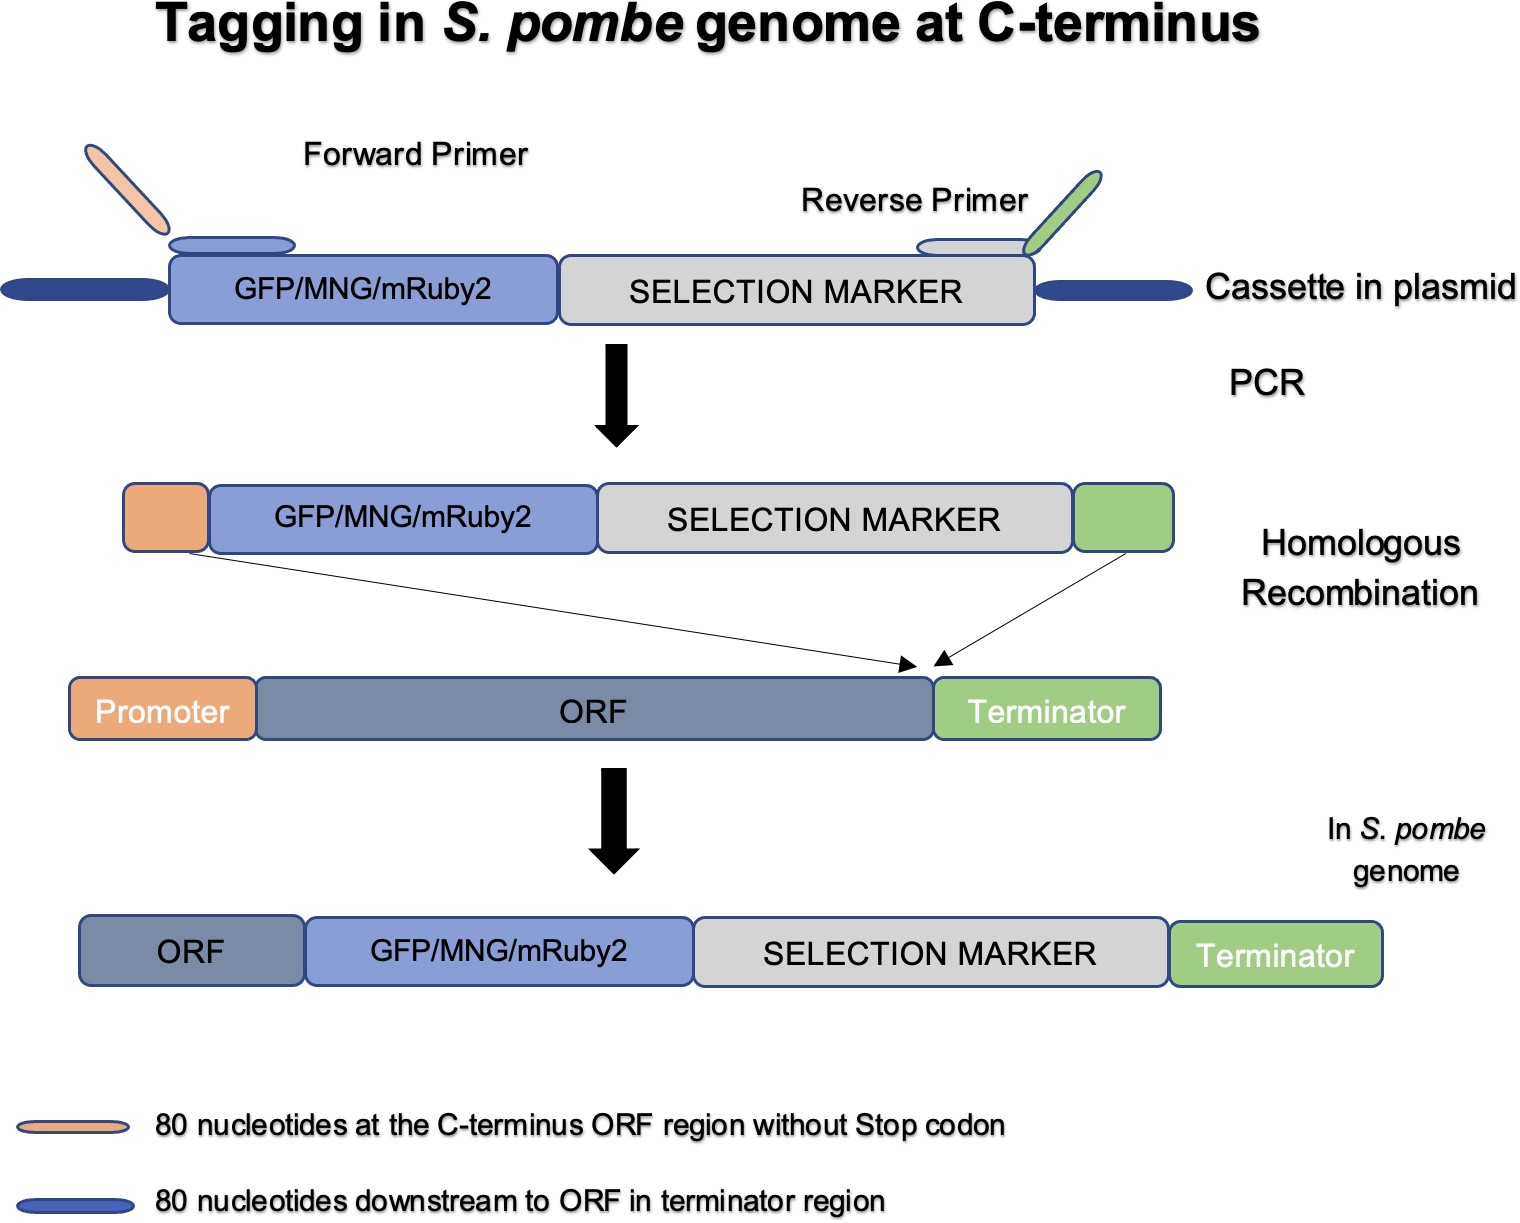 Tagging in S. pombe genome at C-terminus
Forward Primer
Reverse Primer
GFP/MNG/mRuby2
SELECTION MARKER
Cassette in plasmid
PCR
GFP/MNG/mRuby2
SELECTION MARKER
Homologous
Recombination
Promoter
ORF
Terminator
In S. pombe
genome
ORF
GFP/MNG/mRuby2
SELECTION MARKER
Terminator
80 nucleotides at the C-terminus ORF region without Stop codon
80 nucleotides downstream to ORF in terminator region